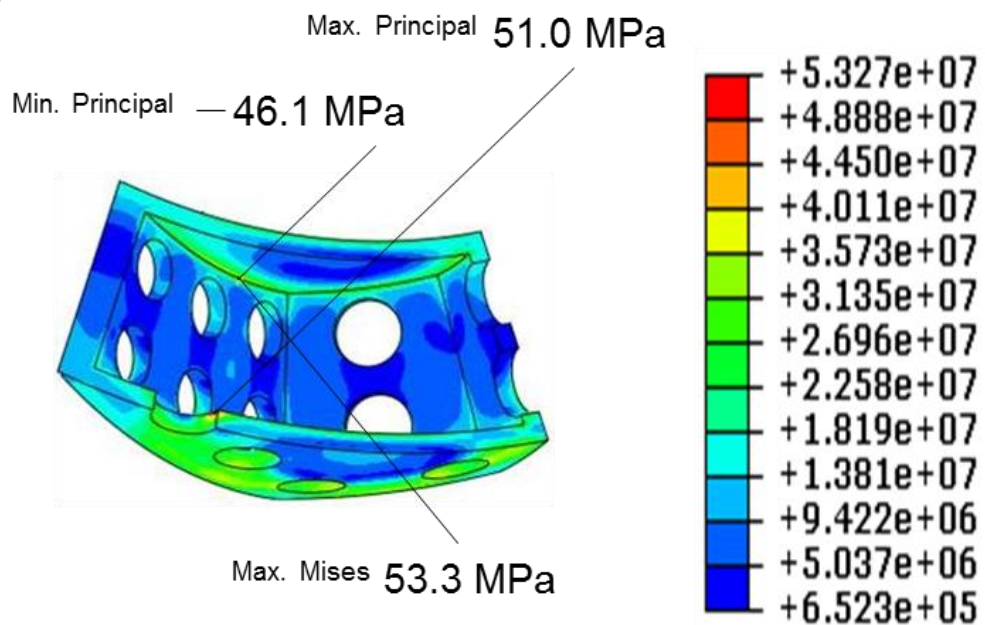 Max. Principal 51.0 MPa
Min. Principal — 46.1 MPa
Max. Mises 53.3 MPa
+5.327e+07
+4.888e+07
+4.450e+07
+4.011e+07
+3.573e+07
+3.135e+07
+2.696e+07
+2.258e+07
+1.819e+07
+1.381e+07
+9.422e+06
+5.037e+06
+6.523e+05